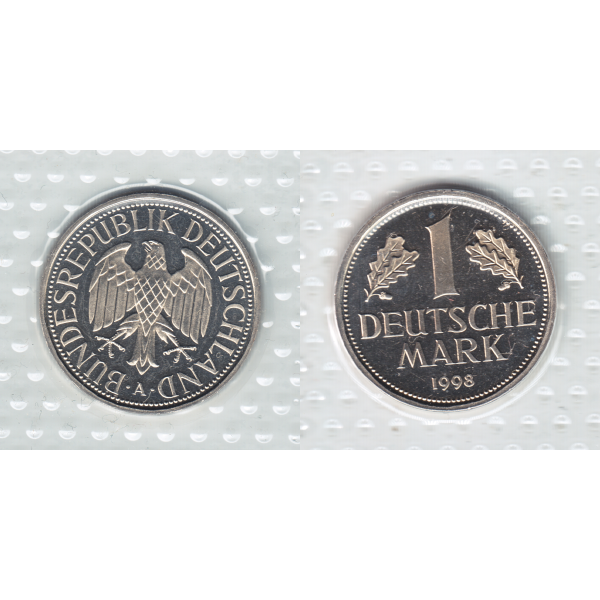 BUNDESREPUBLIK DEUTSCHLAND
A
1
DEUTSCHE
MARK
1998